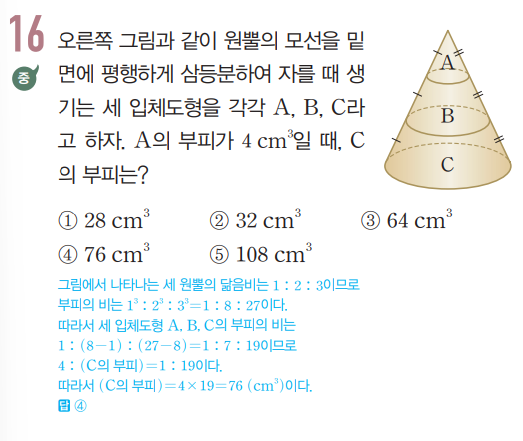 16
중
오른쪽 그림과 같이 원뿔의 모선을 밑
면에 평행하게 삼등분하여 자를 때 생
기는 세 입체도형을 각각 A, B, C라
고 하자. A의 부피가 4 cm³일 때, C
의 부피는?
A
B
C
① 28 cm³ ② 32 cm³ ③ 64 cm³
④ 76 cm³ ⑤ 108 cm³
그림에서 나타나는 세 원뿔의 닮음비는 1 : 2 : 3이므로
부피의 비는 1³ : 2³ : 3³=1 : 8 : 27이다.
따라서 세 입체도형 A, B, C의 부피의 비는
1 : (8-1) : (27-8)=1 : 7 : 19이므로
4 : (C의 부피)=1 : 19이다.
따라서 (C의 부피)=4×19=76 (cm³)이다.
답 ④